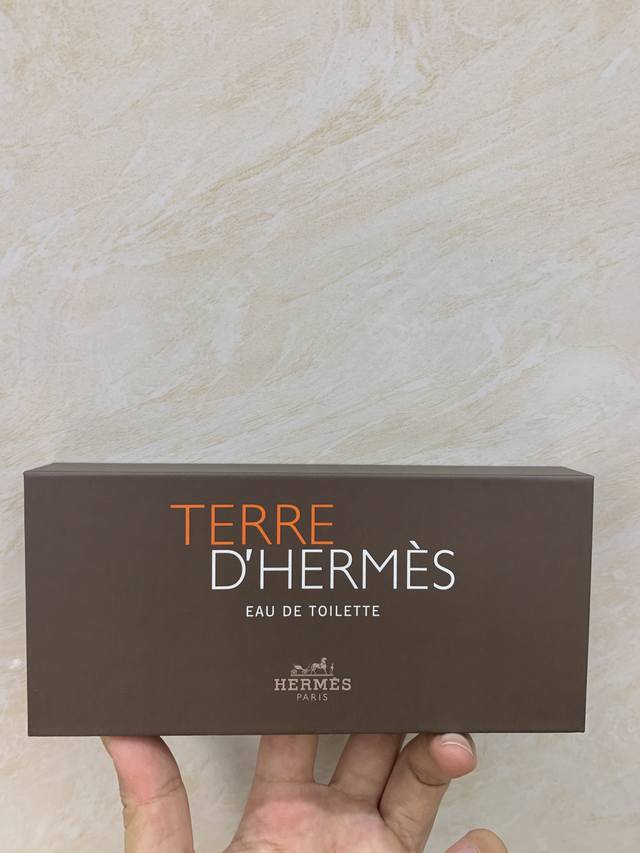 TERRE
D'HERMÈS
EAU DE TOILETTE
HERMÈS
PARIS